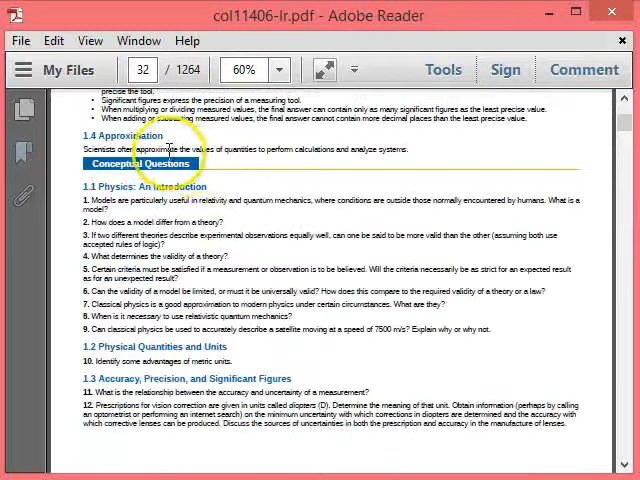 col11406-lr.pdf - Adobe Reader
File Edit View Window Help
My Files 32 / 1264 60% Tools Sign Comment
precise the tool.
• Significant figures express the precision of a measuring tool.
• When multiplying or dividing measured values, the final answer can contain only as many significant figures as the least precise value.
• When adding or subtracting measured values, the final answer cannot contain more decimal places than the least precise value.
1.4 Approximation
Scientists often approximate the values of quantities to perform calculations and analyze systems.
Conceptual Questions
1.1 Physics: An Introduction
1. Models are particularly useful in relativity and quantum mechanics, where conditions are outside those normally encountered by humans. What is a
model?
2. How does a model differ from a theory?
3. If two different theories describe experimental observations equally well, can one be said to be more valid than the other (assuming both use
accepted rules of logic)?
4. What determines the validity of a theory?
5. Certain criteria must be satisfied if a measurement or observation is to be believed. Will the criteria necessarily be as strict for an expected result
as for an unexpected result?
6. Can the validity of a model be limited, or must it be universally valid? How does this compare to the required validity of a theory or a law?
7. Classical physics is a good approximation to modern physics under certain circumstances. What are they?
8. When is it necessary to use relativistic quantum mechanics?
9. Can classical physics be used to accurately describe a satellite moving at a speed of 7500 m/s? Explain why or why not.
1.2 Physical Quantities and Units
10. Identify some advantages of metric units.
1.3 Accuracy, Precision, and Significant Figures
11. What is the relationship between the accuracy and uncertainty of a measurement?
12. Prescriptions for vision correction are given in units called diopters (D). Determine the meaning of that unit. Obtain information (perhaps by calling
an optometrist or performing an internet search) on the minimum uncertainty with which corrections in diopters are determined and the accuracy with
which corrective lenses can be produced. Discuss the sources of uncertainties in both the prescription and accuracy in the manufacture of lenses.